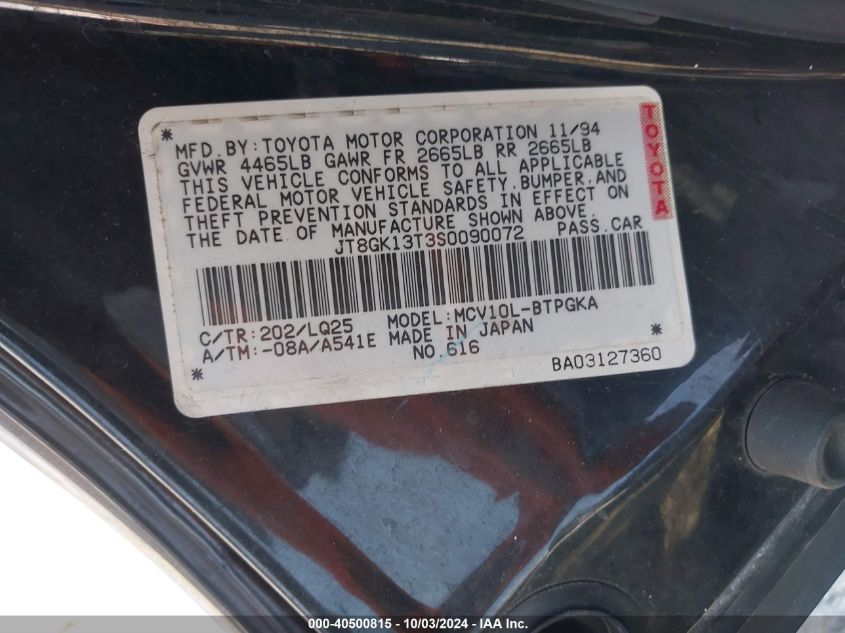 MFD.BY:TOYOTA MOTOR CORPORATION 11/94
GVWR 4465LB GAWR FR 2665LB RR 2665LB
THIS VEHICLE CONFORMS TO ALL APPLICABLE
FEDERAL MOTOR VEHICLE SAFETY,BUMPER,AND
THEFT PREVENTION STANDARDS IN EFFECT ON
THE DATE OF MANUFACTURE SHOWN ABOVE.
JT8GK13T3S0090072 PASS.CAR
TOYOTA
C/TR:202/LQ25 MODEL:MCV10L-BTPGKA
A/TM:-08A/A541E MADE IN JAPAN
NO.616 BA03127360
000-40500815 - 10/03/2024 - IAAI.com